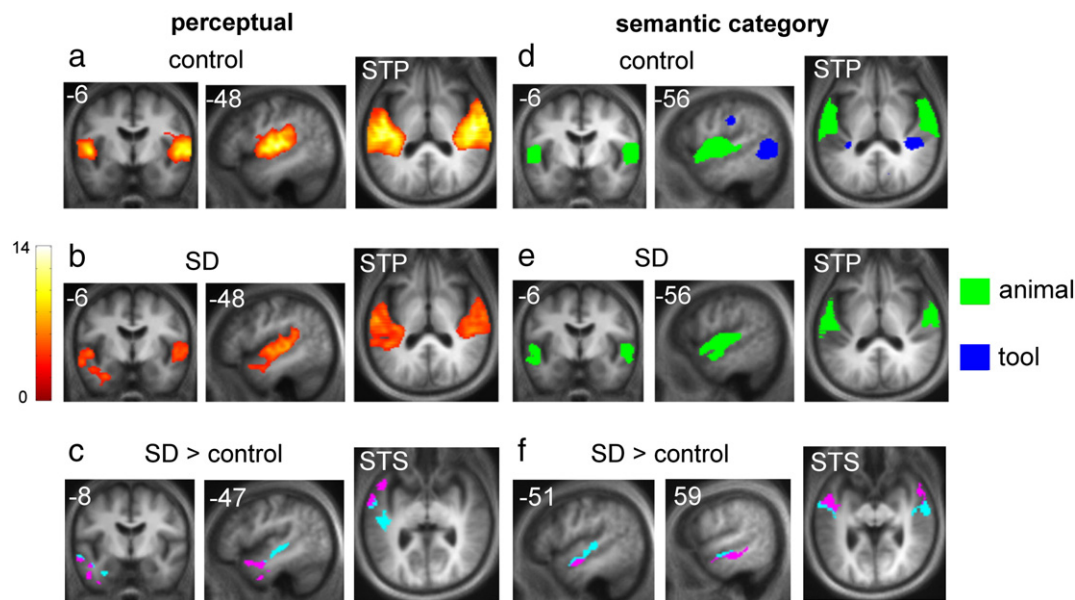 perceptual
semantic category
a
control
-6
-48
STP
d
control
-6
-56
STP
14
0
b
SD
-6
-48
STP
e
SD
-6
-56
STP
animal
tool
c
SD > control
-8
-47
STS
f
SD > control
-51
59
STS